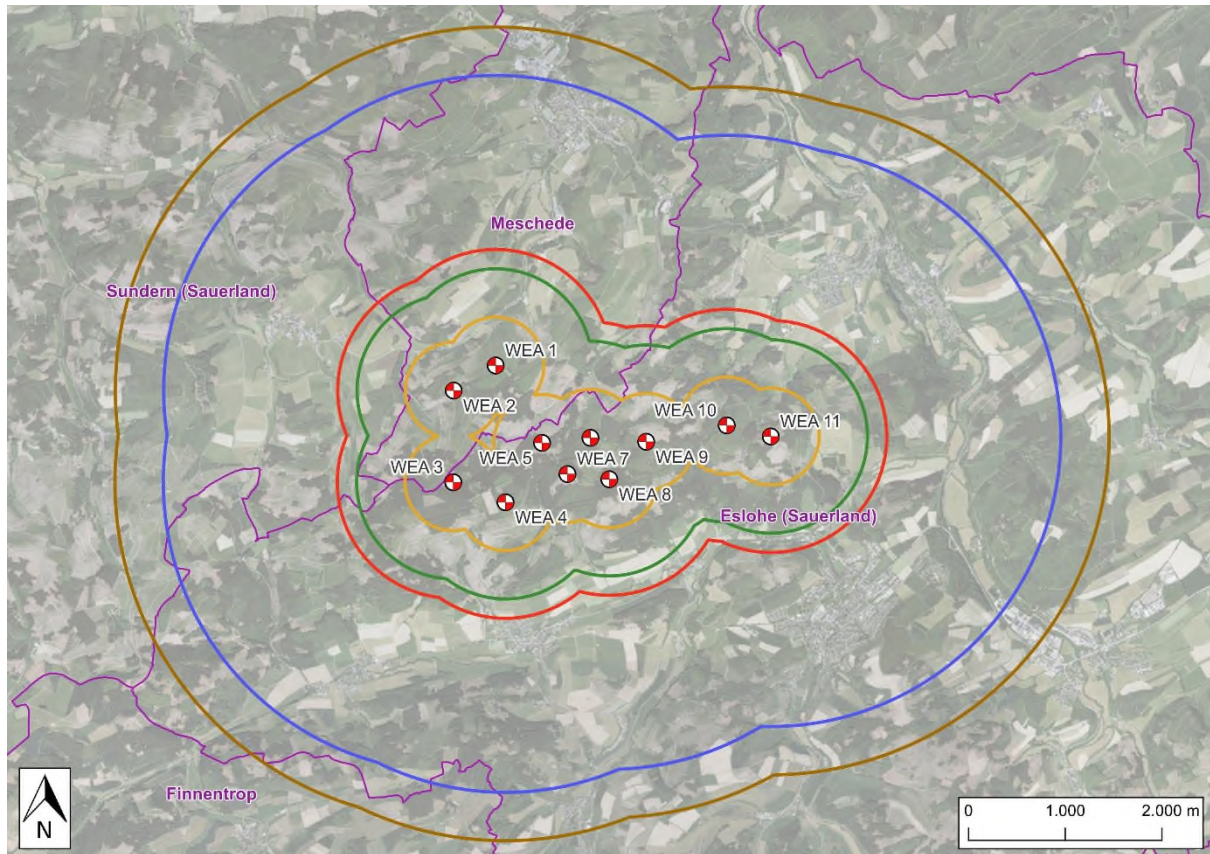 Meschede
Sundern (Sauerland)
WEA 1
WEA 2
WEA 10
WEA 11
WEA 5
WEA 7
WEA 9
WEA 3
WEA 8
WEA 4
Eslohe (Sauerland)
Finnentrop
N
0 1.000 2.000 m